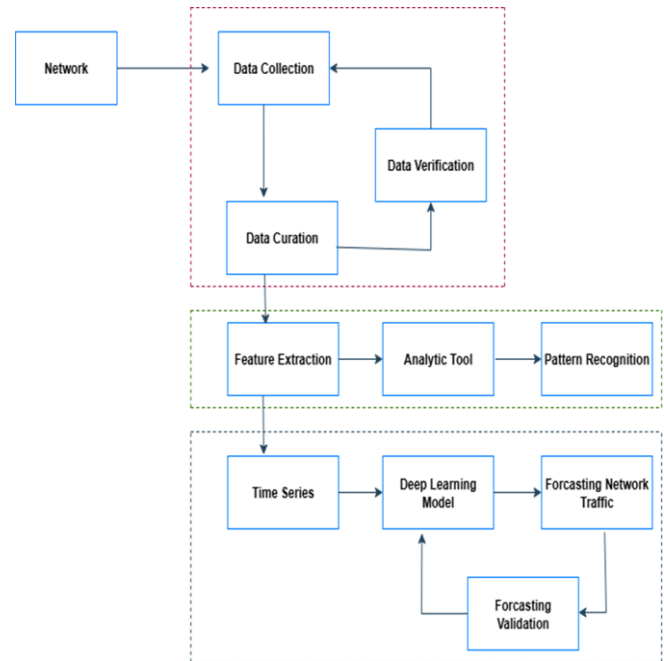 Network
Data Collection
Data Verification
Data Curation
Feature Extraction
Analytic Tool
Pattern Recognition
Time Series
Deep Learning
Model
Forcasting Network
Traffic
Forcasting
Validation